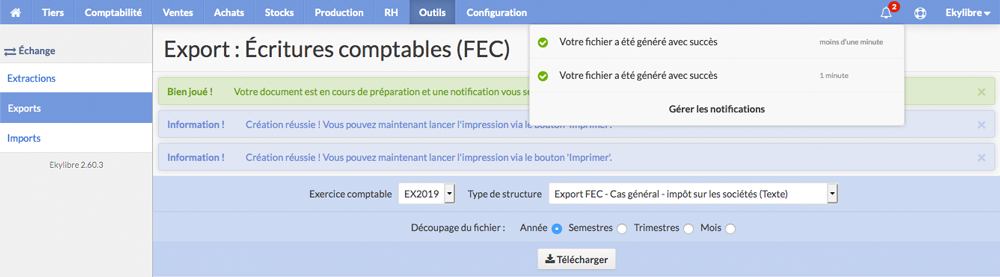 Tiers Comptabilité Ventes Achats Stocks Production RH Outils Configuration 2 Ekylibre
Échange
Extractions
Exports
Imports
Ekylibre 2.60.3
Export : Écritures comptables (FEC)
Votre fichier a été généré avec succès moins d'une minute
Votre fichier a été généré avec succès 1 minute
Gérer les notifications
Bien joué ! Votre document est en cours de préparation et une notification vous se
Information ! Création réussie ! Vous pouvez maintenant lancer l'impression via le bouton 'Imprimer'.
Information ! Création réussie ! Vous pouvez maintenant lancer l'impression via le bouton 'Imprimer'.
Exercice comptable EX2019 Type de structure Export FEC - Cas général - impôt sur les sociétés (Texte)
Découpage du fichier : Année Semestres Trimestres Mois
Télécharger